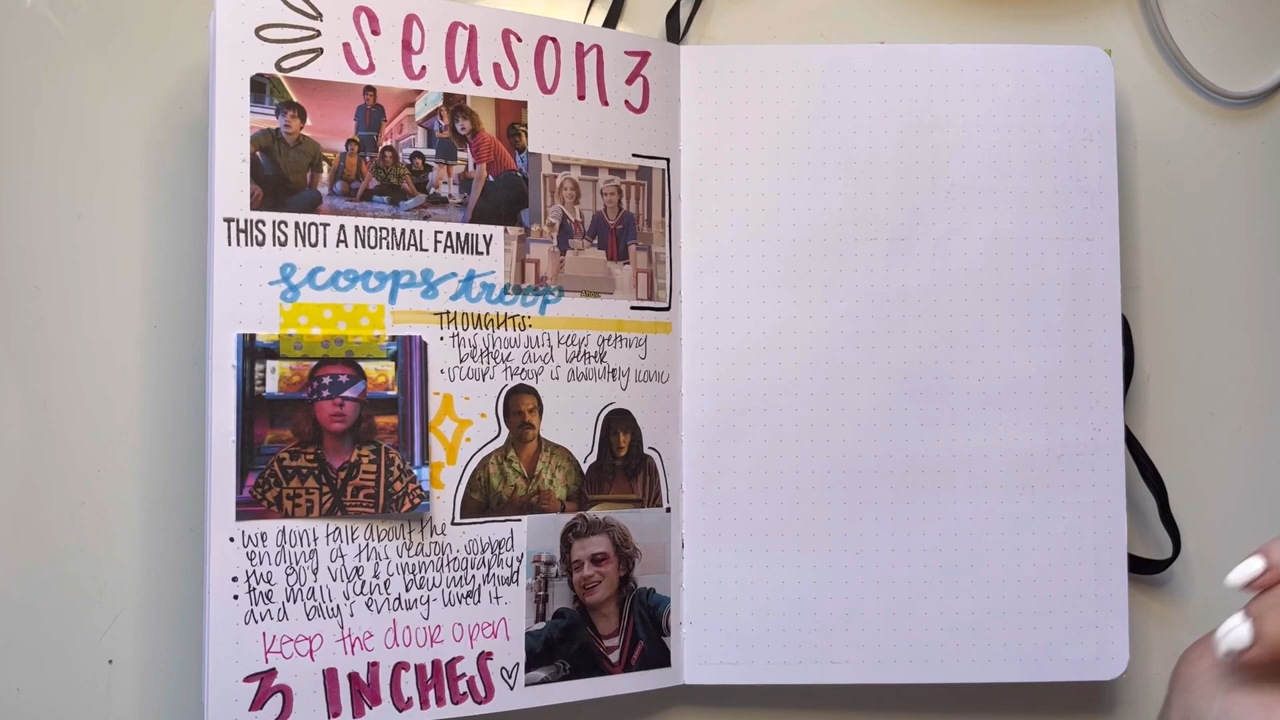 season 3
THIS IS NOT A NORMAL FAMILY
scoops troop
Ahoy
THOUGHTS:
• this show just keeps getting
better and better
• scoops troop is absolutely iconic
• we don't talk about the
ending of this season. sobbed
• the 80's vibe & cinematography
• the mall scene blew my mind
and billy's ending - loved it..
keep the door open
3 INCHES